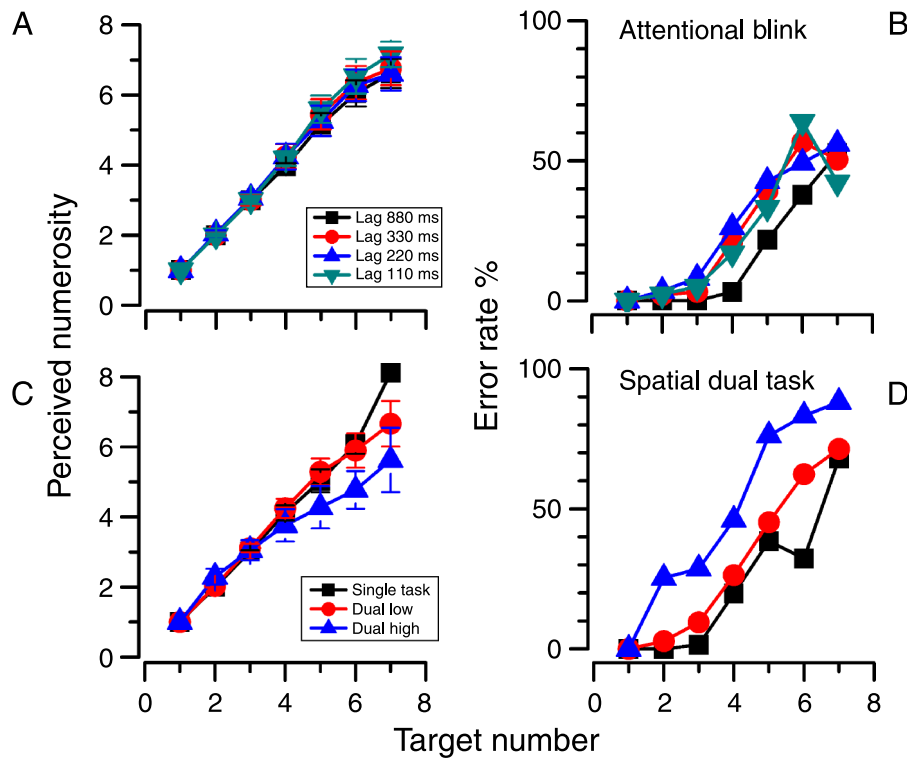 A
8
6
4
2
0
Lag 880 ms
Lag 330 ms
Lag 220 ms
Lag 110 ms
B
Attentional blink
100
50
0
Perceived numerosity
Error rate %
C
8
6
4
2
0
Single task
Dual low
Dual high
0 2 4 6 8
D
Spatial dual task
100
50
0
0 2 4 6 8
Target number